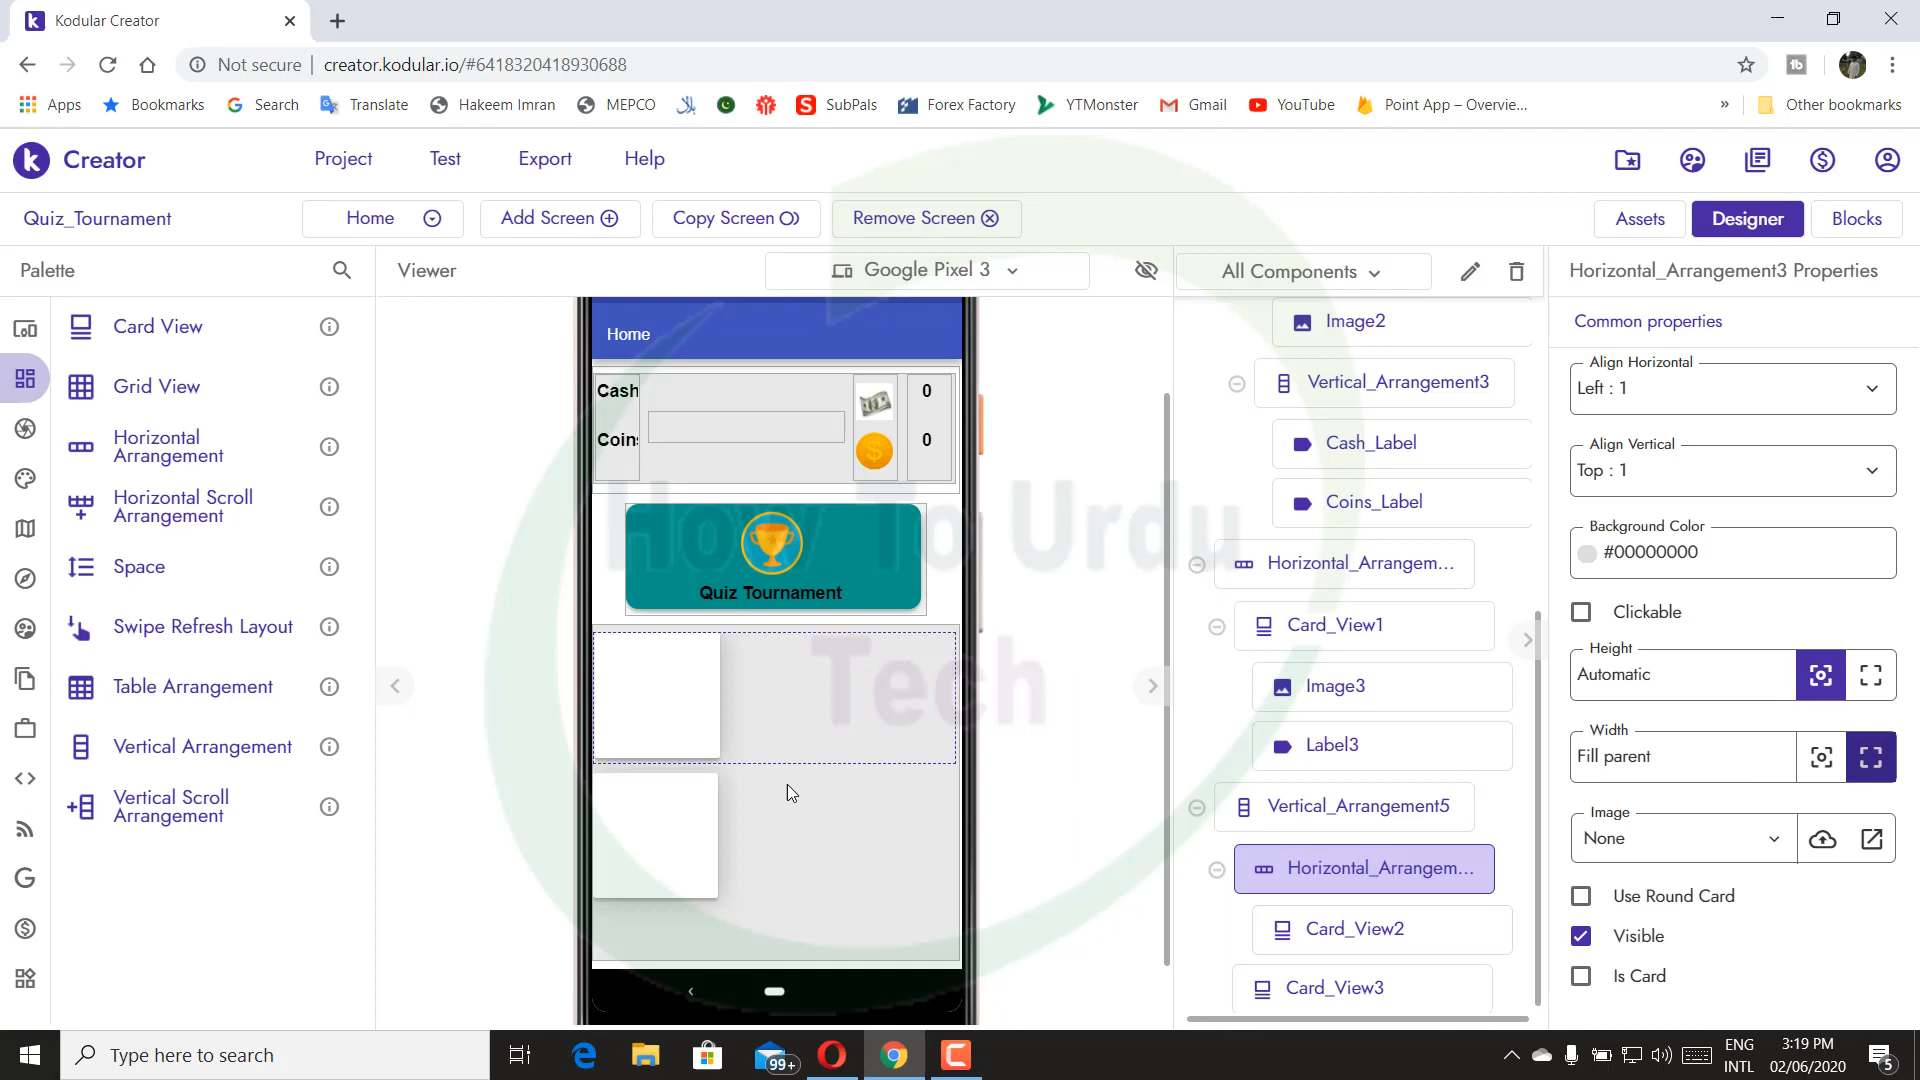 Kodular Creator
Not secure
creator.kodular.io/#6418320418930688
Apps
Bookmarks
Search
Translate
Hakeem Imran
MEPCO
SubPals
Forex Factory
YTMonster
Gmail
YouTube
Point App – Overvie...
»
Other bookmarks
Creator
Project
Test
Export
Help
Quiz_Tournament
Home
Add Screen
Copy Screen
Remove Screen
Assets
Designer
Blocks
Palette
Viewer
Google Pixel 3
All Components
Horizontal_Arrangement3 Properties
Card View
Grid View
Horizontal
Arrangement
Horizontal Scroll
Arrangement
Space
Swipe Refresh Layout
Table Arrangement
Vertical Arrangement
Vertical Scroll
Arrangement
Home
Cash
0
Coins
0
Quiz Tournament
How To Urdu
Tech
Image2
Vertical_Arrangement3
Cash_Label
Coins_Label
Horizontal_Arrangem...
Card_View1
Image3
Label3
Vertical_Arrangement5
Horizontal_Arrangem...
Card_View2
Card_View3
Common properties
Align Horizontal
Left : 1
Align Vertical
Top : 1
Background Color
#00000000
Clickable
Height
Automatic
Width
Fill parent
Image
None
Use Round Card
Visible
Is Card
Type here to search
99+
ENG
INTL
3:19 PM
02/06/2020
5